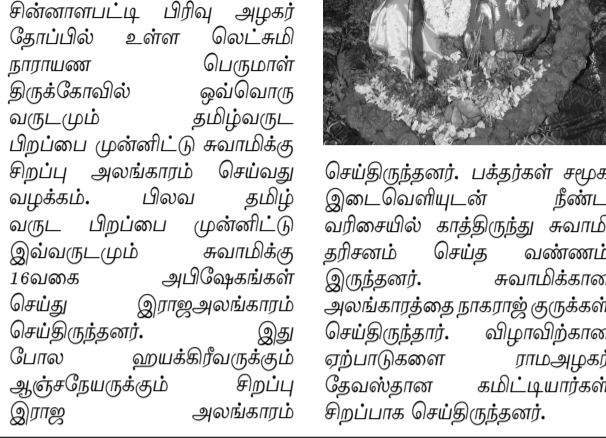 சின்னாளபட்டி பிரிவு அழகர்
தோப்பில் உள்ள லெட்சுமி
நாராயண பெருமாள்
திருக்கோவில் ஒவ்வொரு
வருடமும் தமிழ்வருட
பிறப்பை முன்னிட்டு சுவாமிக்கு
சிறப்பு அலங்காரம் செய்வது
வழக்கம். பிலவ தமிழ்
வருட பிறப்பை முன்னிட்டு
இவ்வருடமும் சுவாமிக்கு
16வகை அபிஷேகங்கள்
செய்து இராஜஅலங்காரம்
செய்திருந்தனர். இது
போல ஹயக்கிரீவருக்கும்
ஆஞ்சநேயருக்கும் சிறப்பு
இராஜ அலங்காரம்
செய்திருந்தனர். பக்தர்கள் சமூக
இடைவெளியுடன் நீண்ட
வரிசையில் காத்திருந்து சுவாமி
தரிசனம் செய்த வண்ணம்
இருந்தனர். சுவாமிக்கான
அலங்காரத்தை நாகராஜ் குருக்கள்
செய்திருந்தார். விழாவிற்கான
ஏற்பாடுகளை ராமஅழகர்
தேவஸ்தான கமிட்டியார்கள்
சிறப்பாக செய்திருந்தனர்.